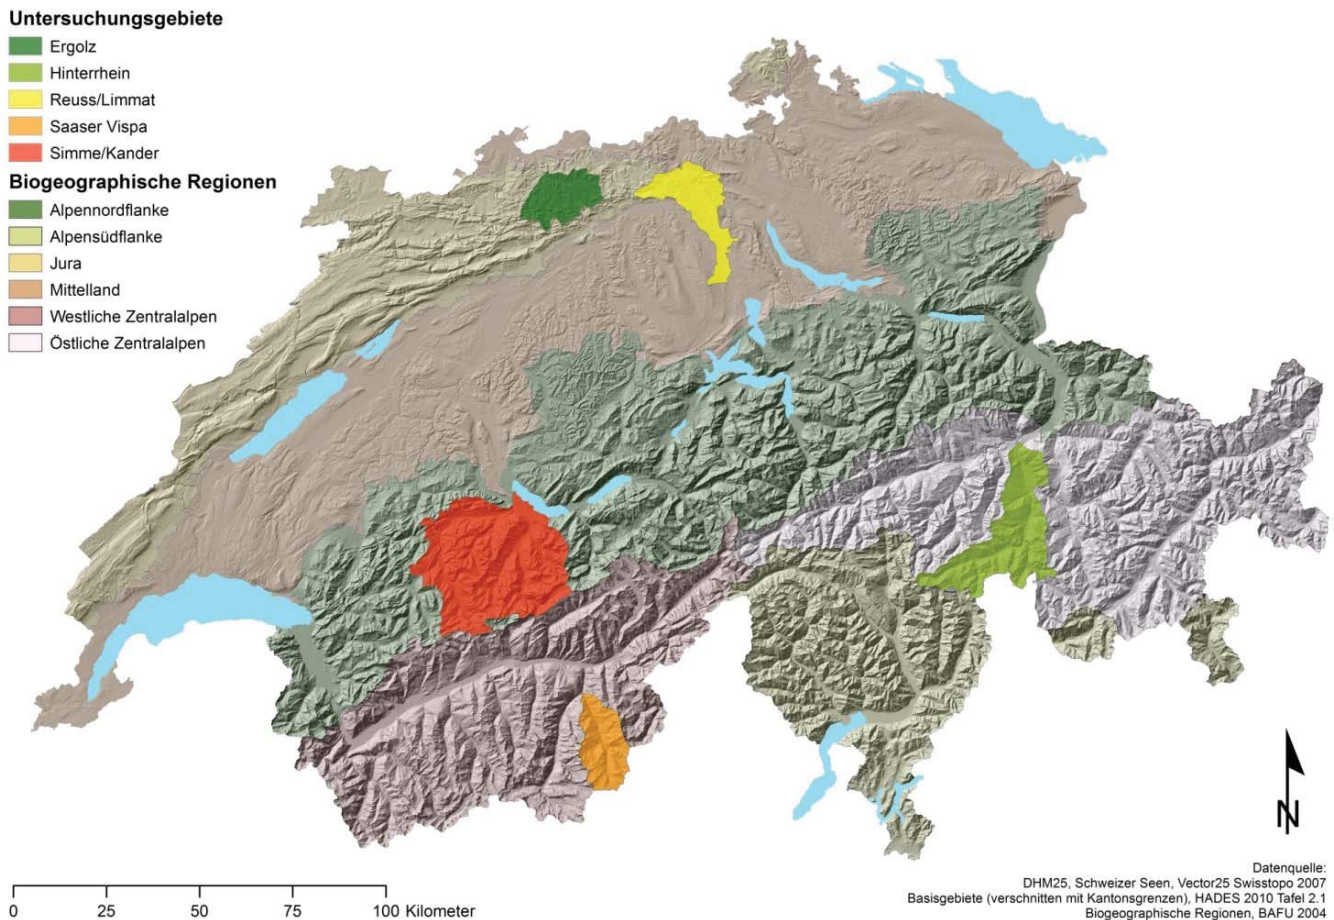 Untersuchungsgebiete
Ergolz
Hinterrhein
Reuss/Limmat
Saaser Vispa
Simme/Kander
Biogeographische Regionen
Alpennordflanke
Alpensüdflanke
Jura
Mittelland
Westliche Zentralalpen
Östliche Zentralalpen
N
0 25 50 75 100 Kilometer
Datenquelle:
DHM25, Schweizer Seen, Vector25 Swisstopo 2007
Basisgebiete (verschnitten mit Kantonsgrenzen), HADES 2010 Tafel 2.1
Biogeographische Regionen, BAFU 2004